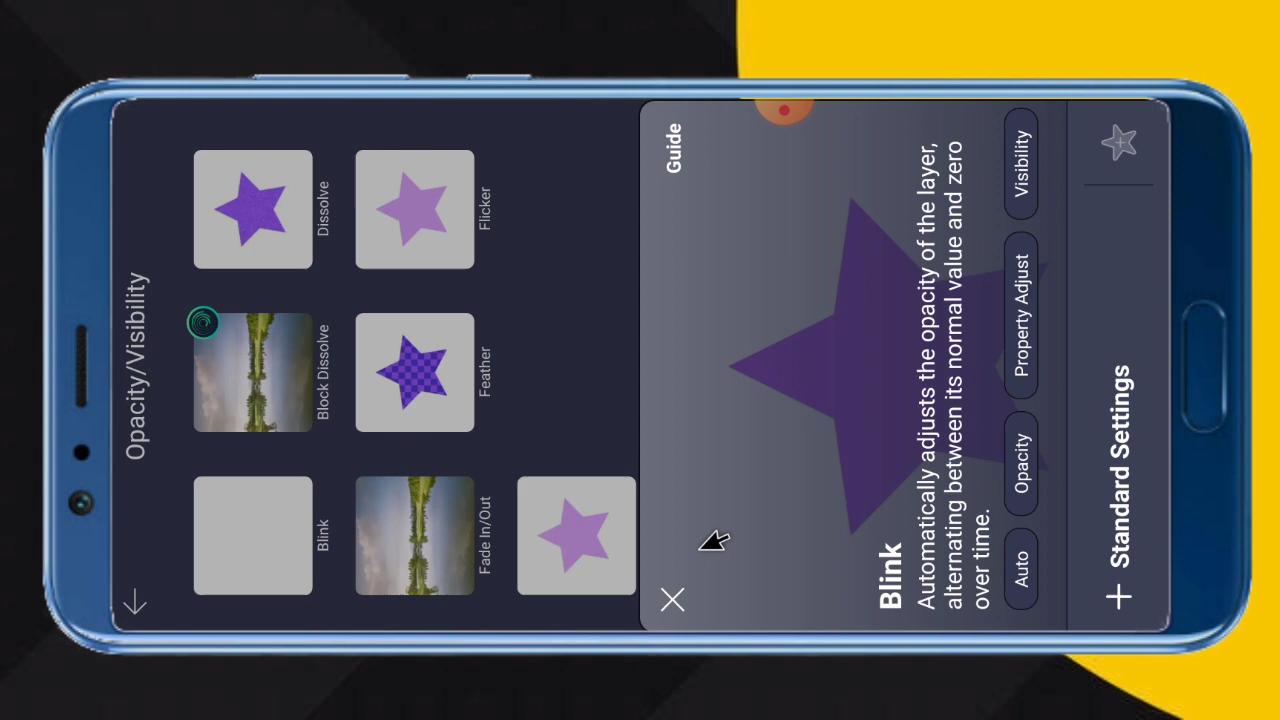 Opacity/Visibility
Blink
Block Dissolve
Dissolve
Fade In/Out
Feather
Flicker
Guide
Blink
Automatically adjusts the opacity of the layer,
alternating between its normal value and zero
over time.
Auto
Opacity
Property Adjust
Visibility
Standard Settings